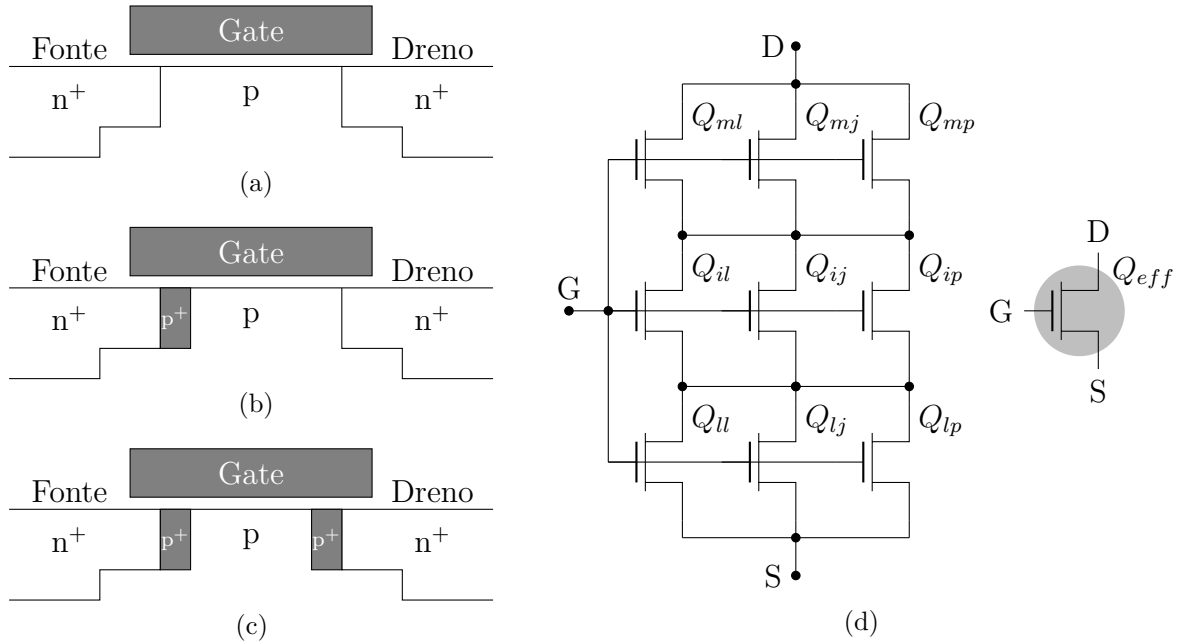 Gate
Fonte Dreno
n+ p n+
(a)
Gate
Fonte Dreno
n+ p+ p n+
(b)
Gate
Fonte Dreno
n+ p+ p p+ n+
(c)
D
Qml Qmj Qmp
Qil Qij Qip
G
Qll Qlj Qlp
S
D
Qeff
G
S
(d)